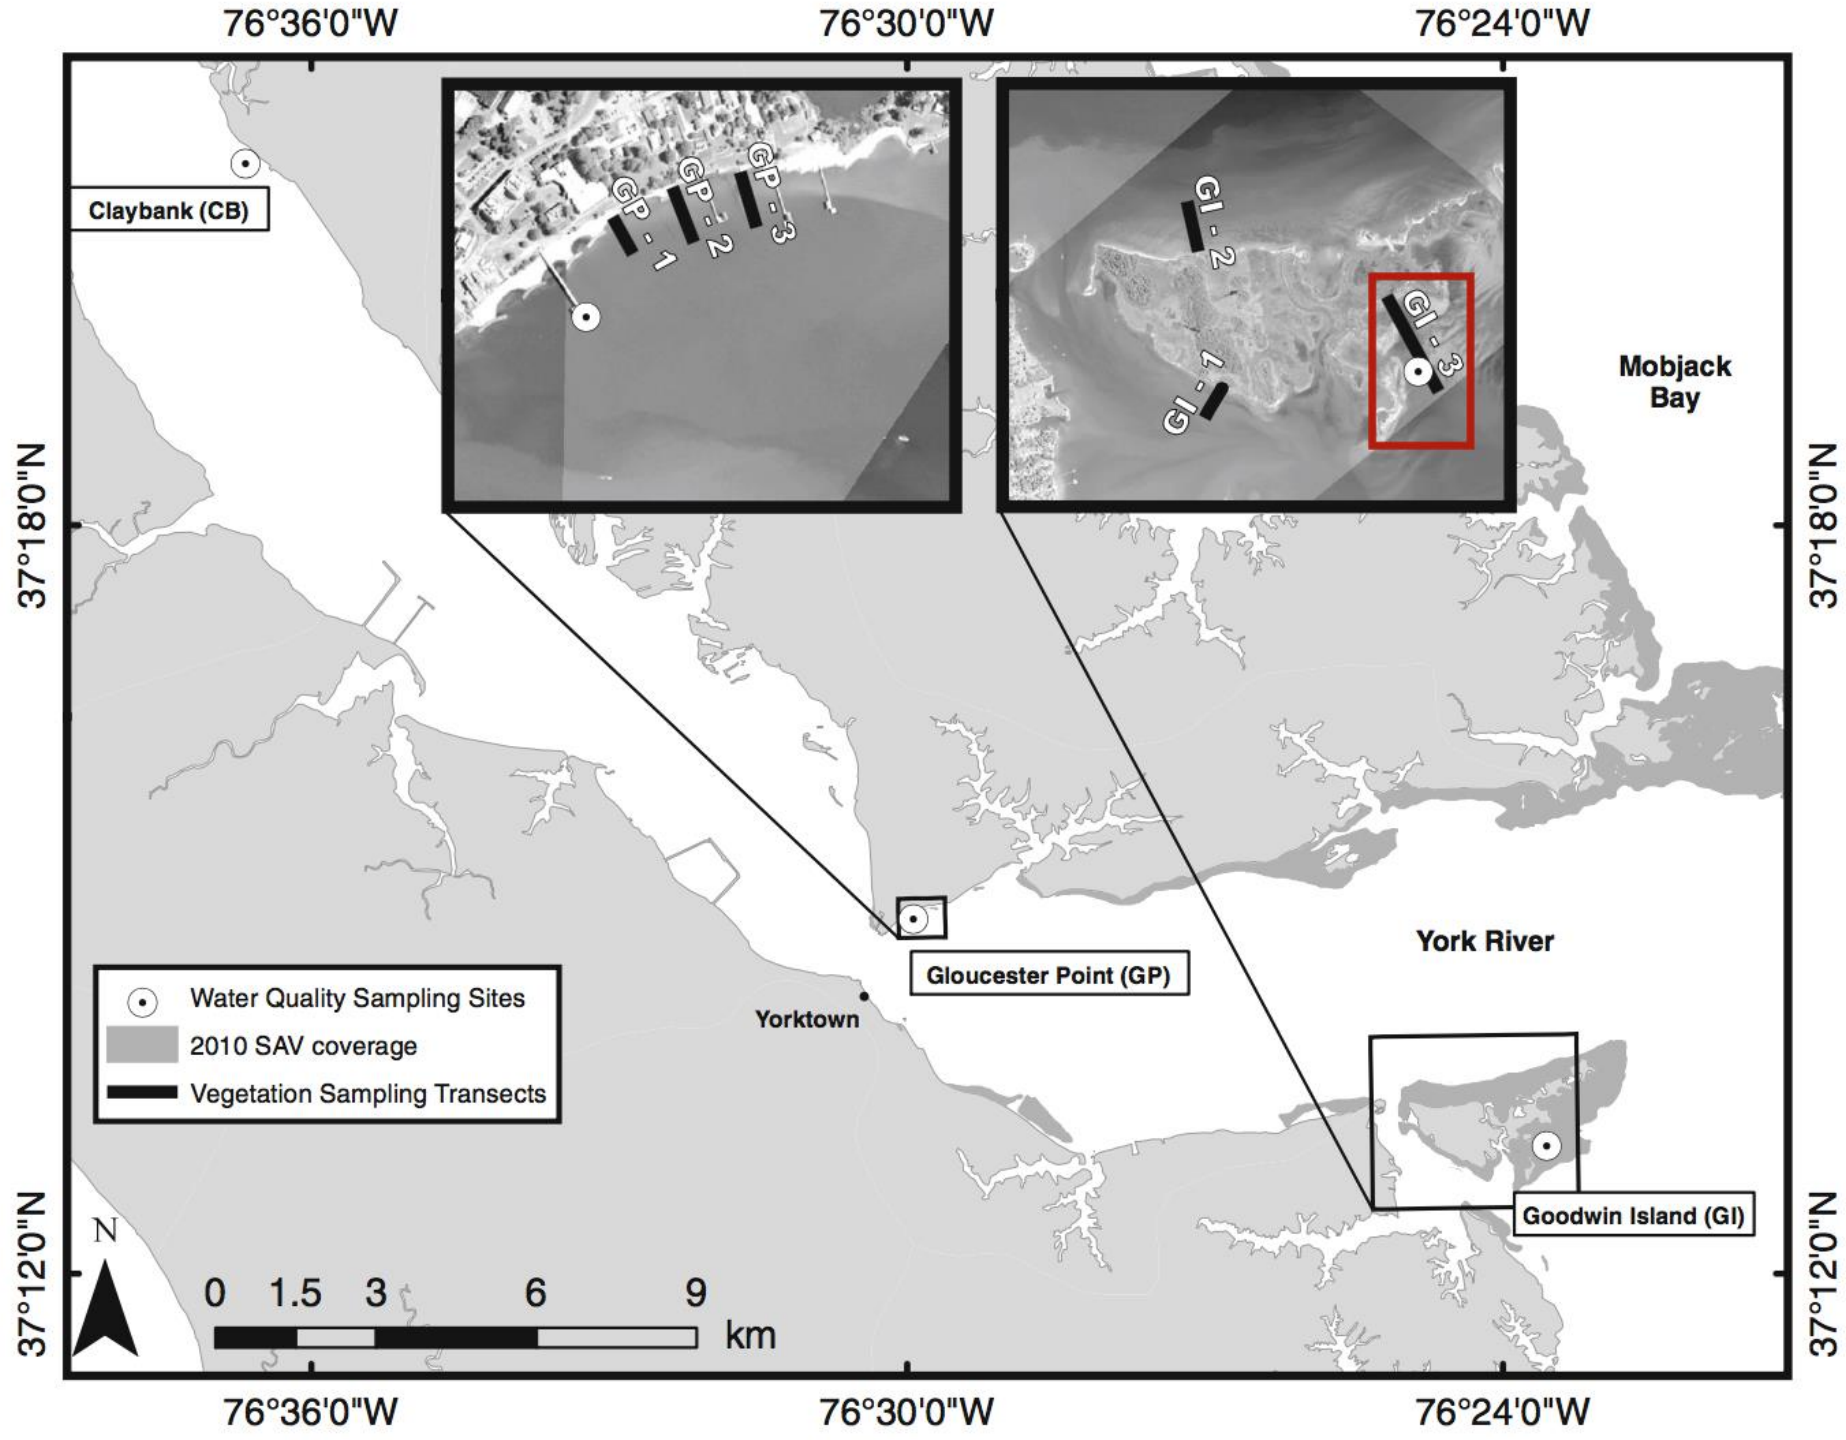 76°36'0"W
76°30'0"W
76°24'0"W
Claybank (CB)
GP - 1
GP - 2
GP - 3
GI - 2
GI - 1
GI - 3
Mobjack
Bay
37°18'0"N
37°18'0"N
York River
Gloucester Point (GP)
Yorktown
Water Quality Sampling Sites
2010 SAV coverage
Vegetation Sampling Transects
Goodwin Island (GI)
37°12'0"N
37°12'0"N
N
0 1.5 3 6 9
km
76°36'0"W
76°30'0"W
76°24'0"W